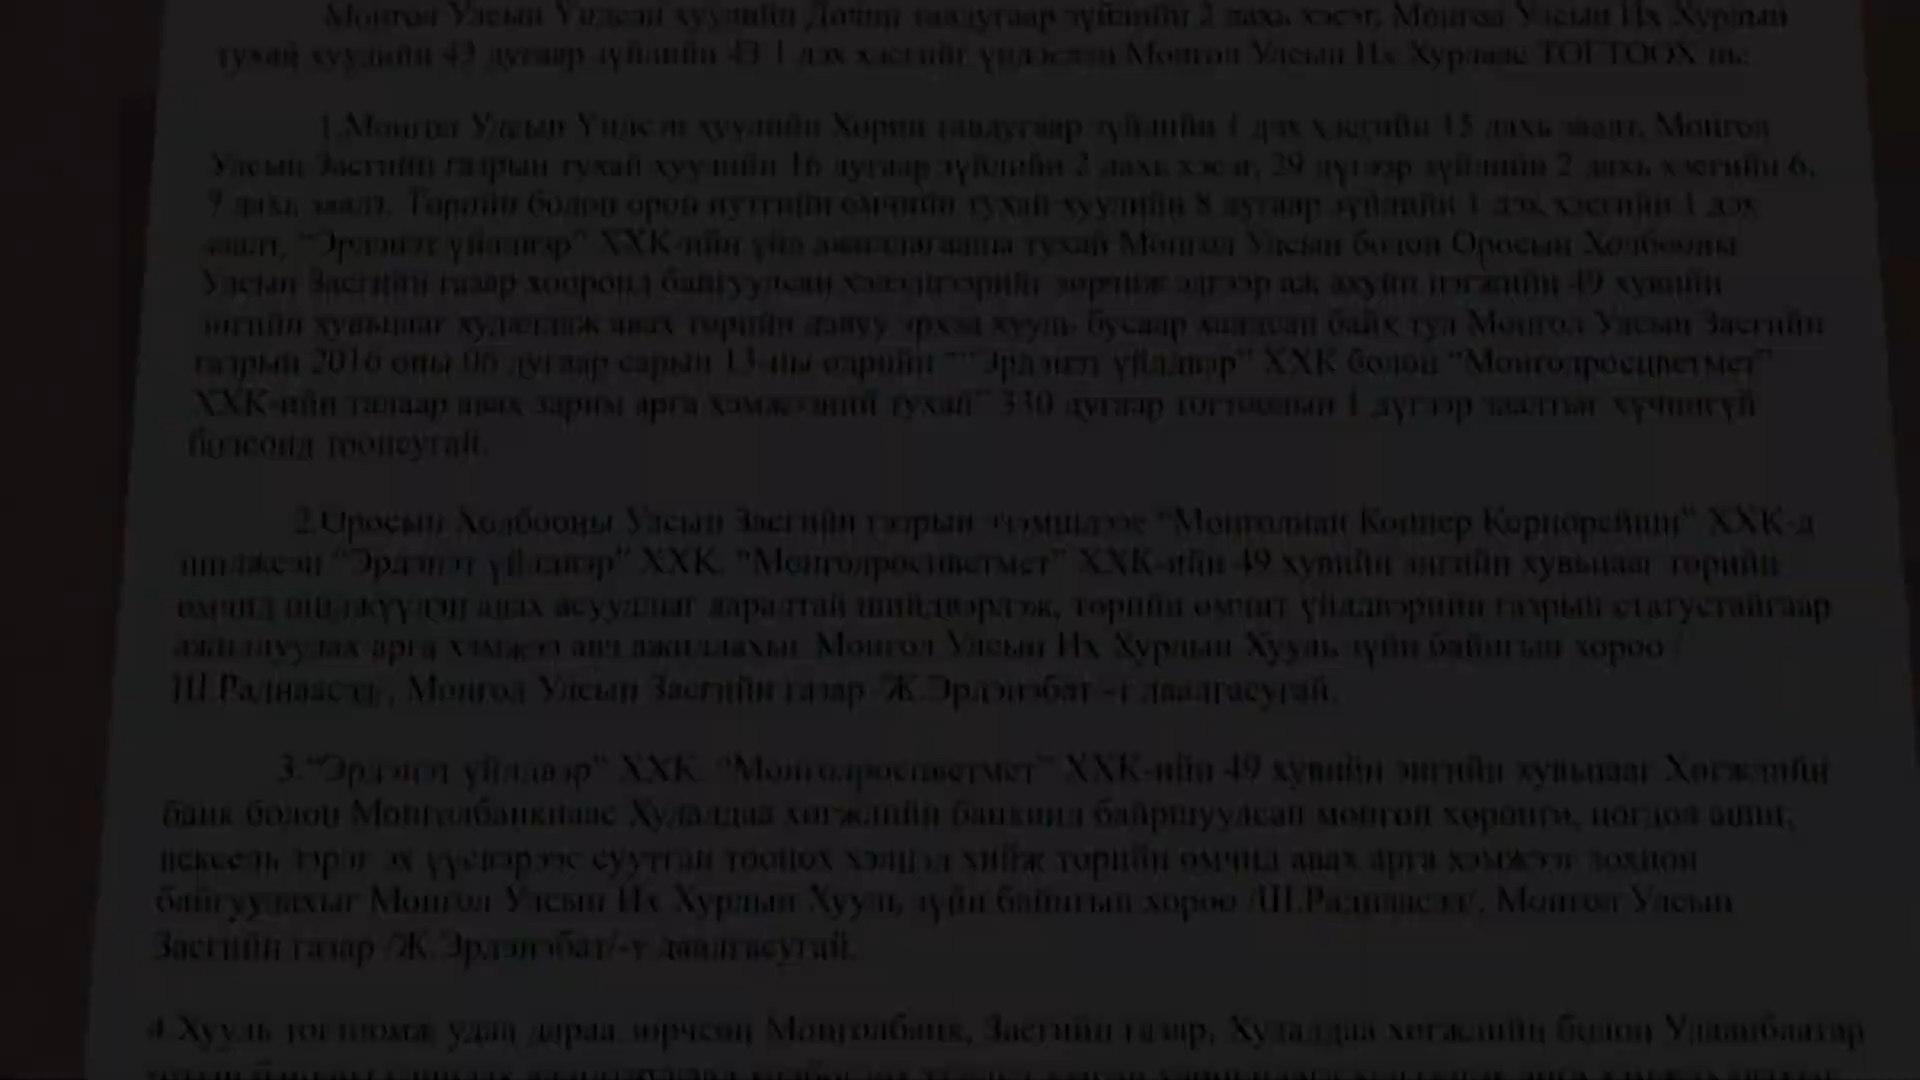 Монгол Улсын Үндсэн хуулийн Дөчин тавдугаар зүйлийн 2 дахь хэсэг, Монгол Улсын Их Хурлын
тухай хуулийн 43 дугаар зүйлийн 43.1 дэх хэсгийг үндэслэн Монгол Улсын Их Хурлаас ТОГТООХ нь:
1.Монгол Улсын Үндсэн хуулийн Хорин тавдугаар зүйлийн 1 дэх хэсгийн 15 дахь заалт, Монгол
Улсын Засгийн газрын тухай хуулийн 16 дугаар зүйлийн 2 дахь хэсэг, 29 дүгээр зүйлийн 2 дахь хэсгийн 6,
7 дахь заалт, Төрийн болон орон нутгийн өмчийн тухай хуулийн 8 дугаар зүйлийн 1 дэх хэсгийн 1 дэх
заалт, “Эрдэнэт үйлдвэр” ХХК-ийн үйл ажиллагааны тухай Монгол Улсын болон Оросын Холбооны
Улсын Засгийн газар хооронд байгуулсан хэлэлцээрийг зөрчиж эдгээр аж ахуйн нэгжийн 49 хувийн
энгийн хувьцааг худалдаж авах төрийн давуу эрхэд хууль бусаар халдсан байх тул Монгол Улсын Засгийн
газрын 2016 оны 06 дугаар сарын 13-ны өдрийн “‘Эрдэнэт үйлдвэр” ХХК болон “Монголросцветмет”
ХХК-ийн талаар авах зарим арга хэмжээний тухай” 330 дугаар тогтоолын 1 дүгээр заалтыг хүчингүй
болсонд тооцсугай.
2.Оросын Холбооны Улсын Засгийн газрын эзэмшлээс “Монголиан Коппер Корпорейшн” ХХК-д
шилжсэн “Эрдэнэт үйлдвэр” ХХК, “Монголросцветмет” ХХК-ийн 49 хувийн энгийн хувьцааг төрийн
өмчид шилжүүлэн авах асуудлыг яаралтай шийдвэрлэж, төрийн өмчит үйлдвэрийн газрын статустайгаар
ажиллуулах арга хэмжээ авч ажиллахыг Монгол Улсын Их Хурлын Хууль зүйн байнгын хороо /
Ш.Раднаасэд/, Монгол Улсын Засгийн газар /Ж.Эрдэнэбат/-т даалгасугай.
3.“Эрдэнэт үйлдвэр” ХХК, “Монголросцветмет” ХХК-ийн 49 хувийн энгийн хувьцааг Хөгжлийн
банк болон Монголбанкнаас Худалдаа хөгжлийн банкинд байршуулсан мөнгөн хөрөнгө, ногдол ашиг,
вексель зэрэг эх үүсвэрээс суутган тооцох хэлцэл хийж төрийн өмчид авах арга хэмжээг зохион
байгуулахыг Монгол Улсын Их Хурлын Хууль зүйн байнгын хороо /Ш.Раднаасэд/, Монгол Улсын
Засгийн газар /Ж.Эрдэнэбат/-т даалгасугай.
4.Хууль тогтоомж удаа дараа зөрчсөн Монголбанк, Засгийн газар, Худалдаа хөгжлийн болон Улаанбаатар